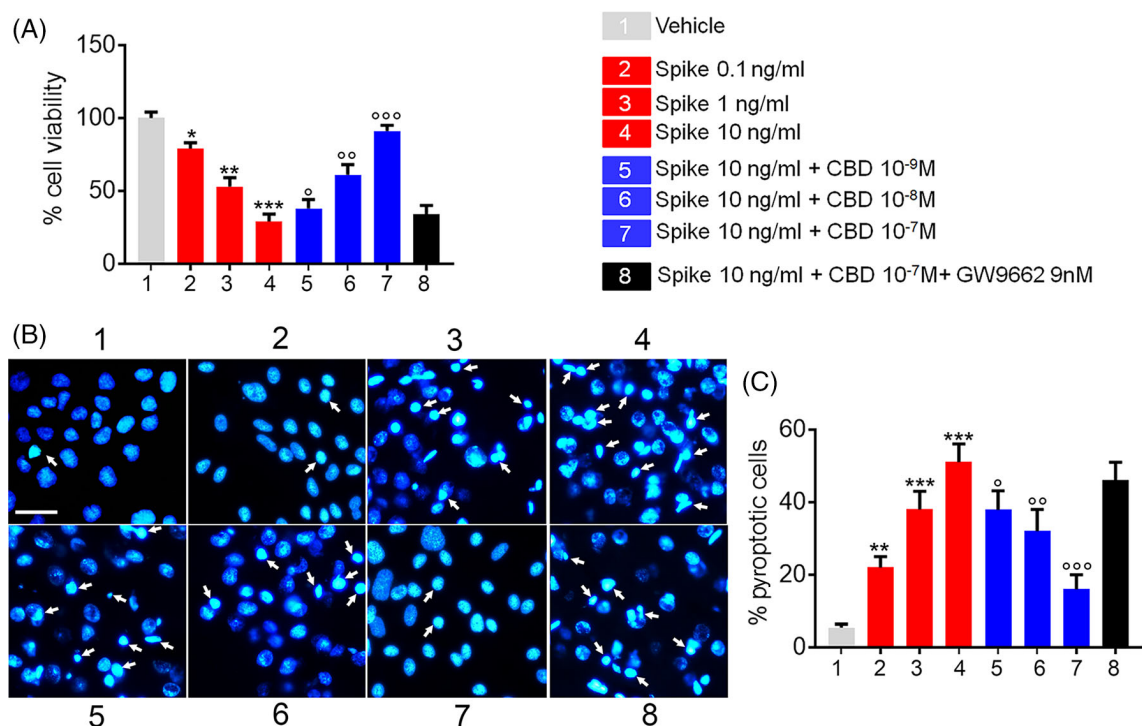 (A)
% cell viability
150
100
50
0
*
**
***
°
°°
°°°
1 2 3 4 5 6 7 8
1 Vehicle
2 Spike 0.1 ng/ml
3 Spike 1 ng/ml
4 Spike 10 ng/ml
5 Spike 10 ng/ml + CBD 10⁻⁹M
6 Spike 10 ng/ml + CBD 10⁻⁸M
7 Spike 10 ng/ml + CBD 10⁻⁷M
8 Spike 10 ng/ml + CBD 10⁻⁷M+ GW9662 9nM
(B)
1 2 3 4
5 6 7 8
(C)
% pyroptotic cells
60
40
20
0
**
***
***
°
°°
°°°
1 2 3 4 5 6 7 8